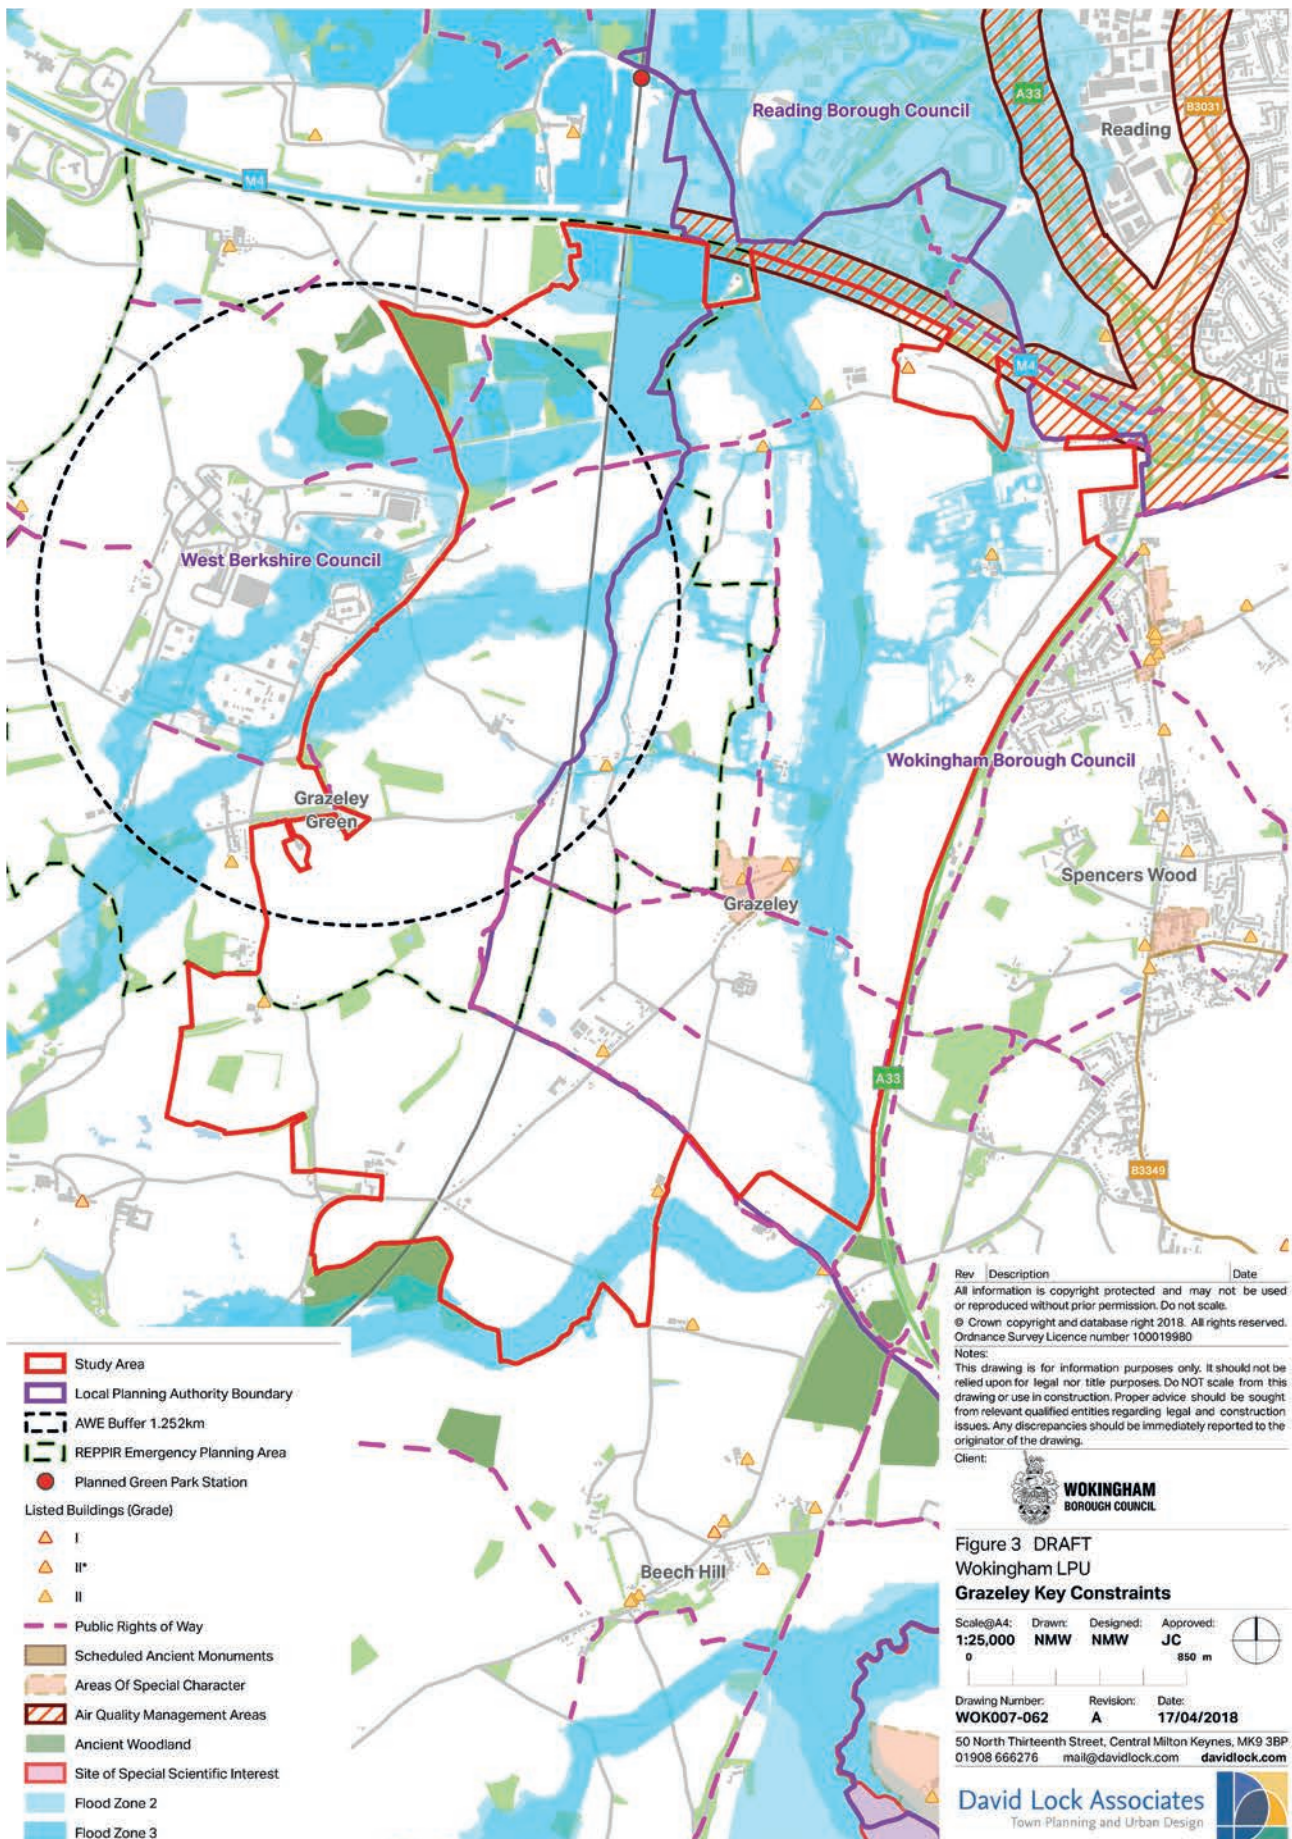 Reading Borough Council
A33
B3031
Reading
M4
M4
West Berkshire Council
Wokingham Borough Council
Grazeley
Green
Spencers Wood
Grazeley
A33
B3349
Beech Hill
Study Area
Local Planning Authority Boundary
AWE Buffer 1.252km
REPPIR Emergency Planning Area
Planned Green Park Station
Listed Buildings (Grade)
I
II*
II
Public Rights of Way
Scheduled Ancient Monuments
Areas Of Special Character
Air Quality Management Areas
Ancient Woodland
Site of Special Scientific Interest
Flood Zone 2
Flood Zone 3
Rev Description Date
All information is copyright protected and may not be used
or reproduced without prior permission. Do not scale.
© Crown copyright and database right 2018. All rights reserved.
Ordnance Survey Licence number 100019980
Notes:
This drawing is for information purposes only. It should not be
relied upon for legal nor title purposes. Do NOT scale from this
drawing or use in construction. Proper advice should be sought
from relevant qualified entities regarding legal and construction
issues. Any discrepancies should be immediately reported to the
originator of the drawing.
Client:
WOKINGHAM
BOROUGH COUNCIL
Figure 3 DRAFT
Wokingham LPU
Grazeley Key Constraints
Scale@A4: Drawn: Designed: Approved:
1:25,000 NMW NMW JC
0 850 m
Drawing Number: Revision: Date:
WOK007-062 A 17/04/2018
50 North Thirteenth Street, Central Milton Keynes, MK9 3BP
01908 666276 mail@davidlock.com davidlock.com
David Lock Associates
Town Planning and Urban Design